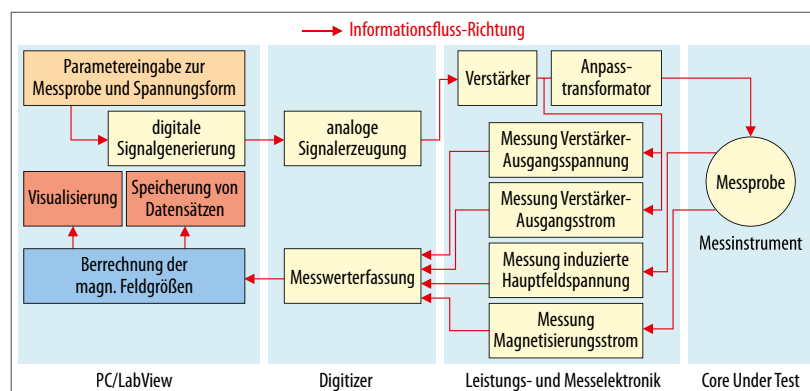 Informationsfluss-Richtung
Parametereingabe zur
Messprobe und Spannungsform
digitale
Signalgenerierung
analoge
Signalerzeugung
Verstärker
Anpass-
transformator
Messung Verstärker-
Ausgangsspannung
Messprobe
Messinstrument
Visualisierung
Speicherung von
Datensätzen
Messung Verstärker-
Ausgangsstrom
Berrechnung der
magn. Feldgrößen
Messwerterfassung
Messung induzierte
Hauptfeldspannung
Messung
Magnetisierungsstrom
PC/LabView
Digitizer
Leistungs- und Messelektronik
Core Under Test